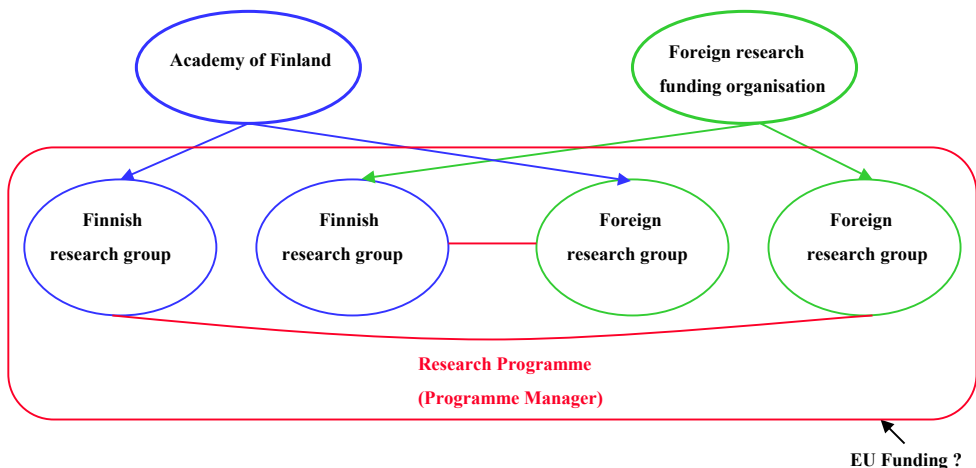 Academy of Finland
Foreign research
funding organisation
Finnish
research group
Finnish
research group
Foreign
research group
Foreign
research group
Research Programme
(Programme Manager)
EU Funding ?